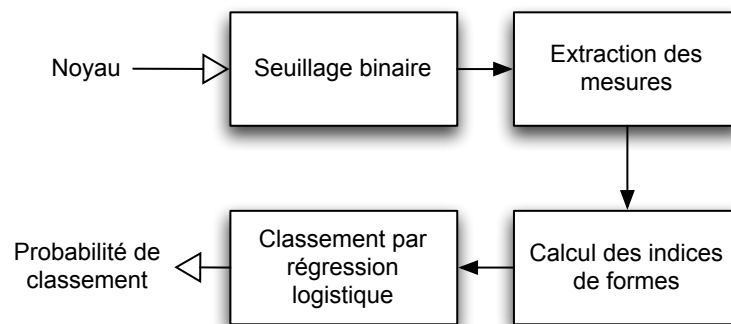 Noyau
Seuillage binaire
Extraction des
mesures
Calcul des indices
de formes
Classement par
régression
logistique
Probabilité de
classement